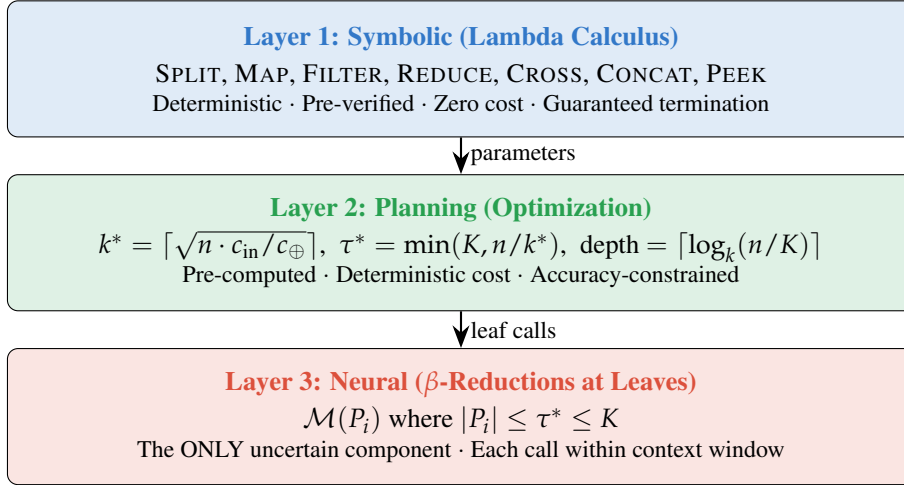 Layer 1: Symbolic (Lambda Calculus)
SPLIT, MAP, FILTER, REDUCE, CROSS, CONCAT, PEEK
Deterministic · Pre-verified · Zero cost · Guaranteed termination
parameters
Layer 2: Planning (Optimization)
k* = ⌈√(n · c_in/c_⊕)⌉, τ* = min(K, n/k*), depth = ⌈log_k(n/K)⌉
Pre-computed · Deterministic cost · Accuracy-constrained
leaf calls
Layer 3: Neural (β-Reductions at Leaves)
ℳ(P_i) where |P_i| ≤ τ* ≤ K
The ONLY uncertain component · Each call within context window